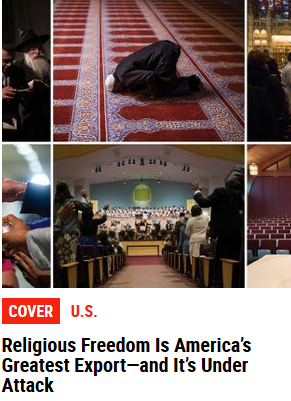 COVER U.S.
Religious Freedom Is America’s
Greatest Export—and It’s Under
Attack